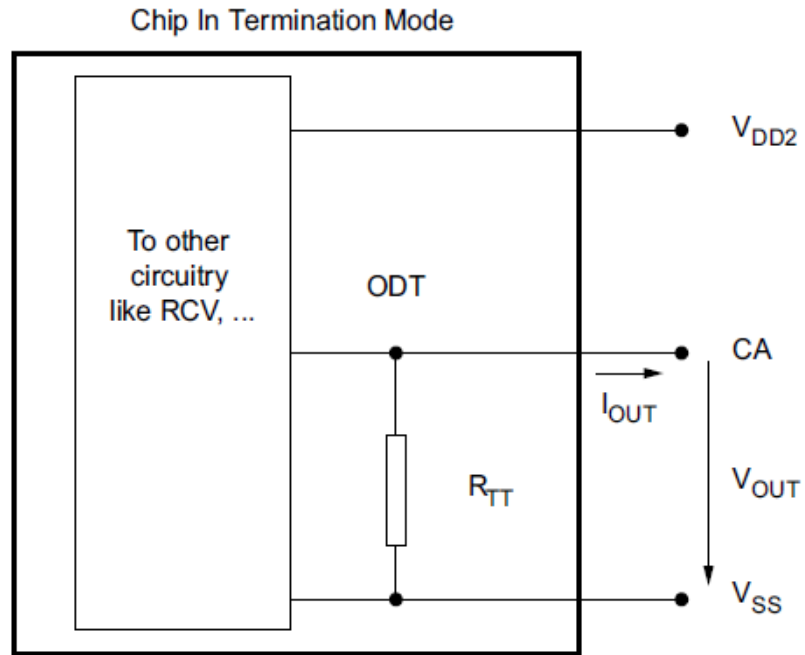 Chip In Termination Mode
V_DD2
To other
circuitry
like RCV, ...
ODT
CA
I_OUT
R_TT
V_OUT
V_SS